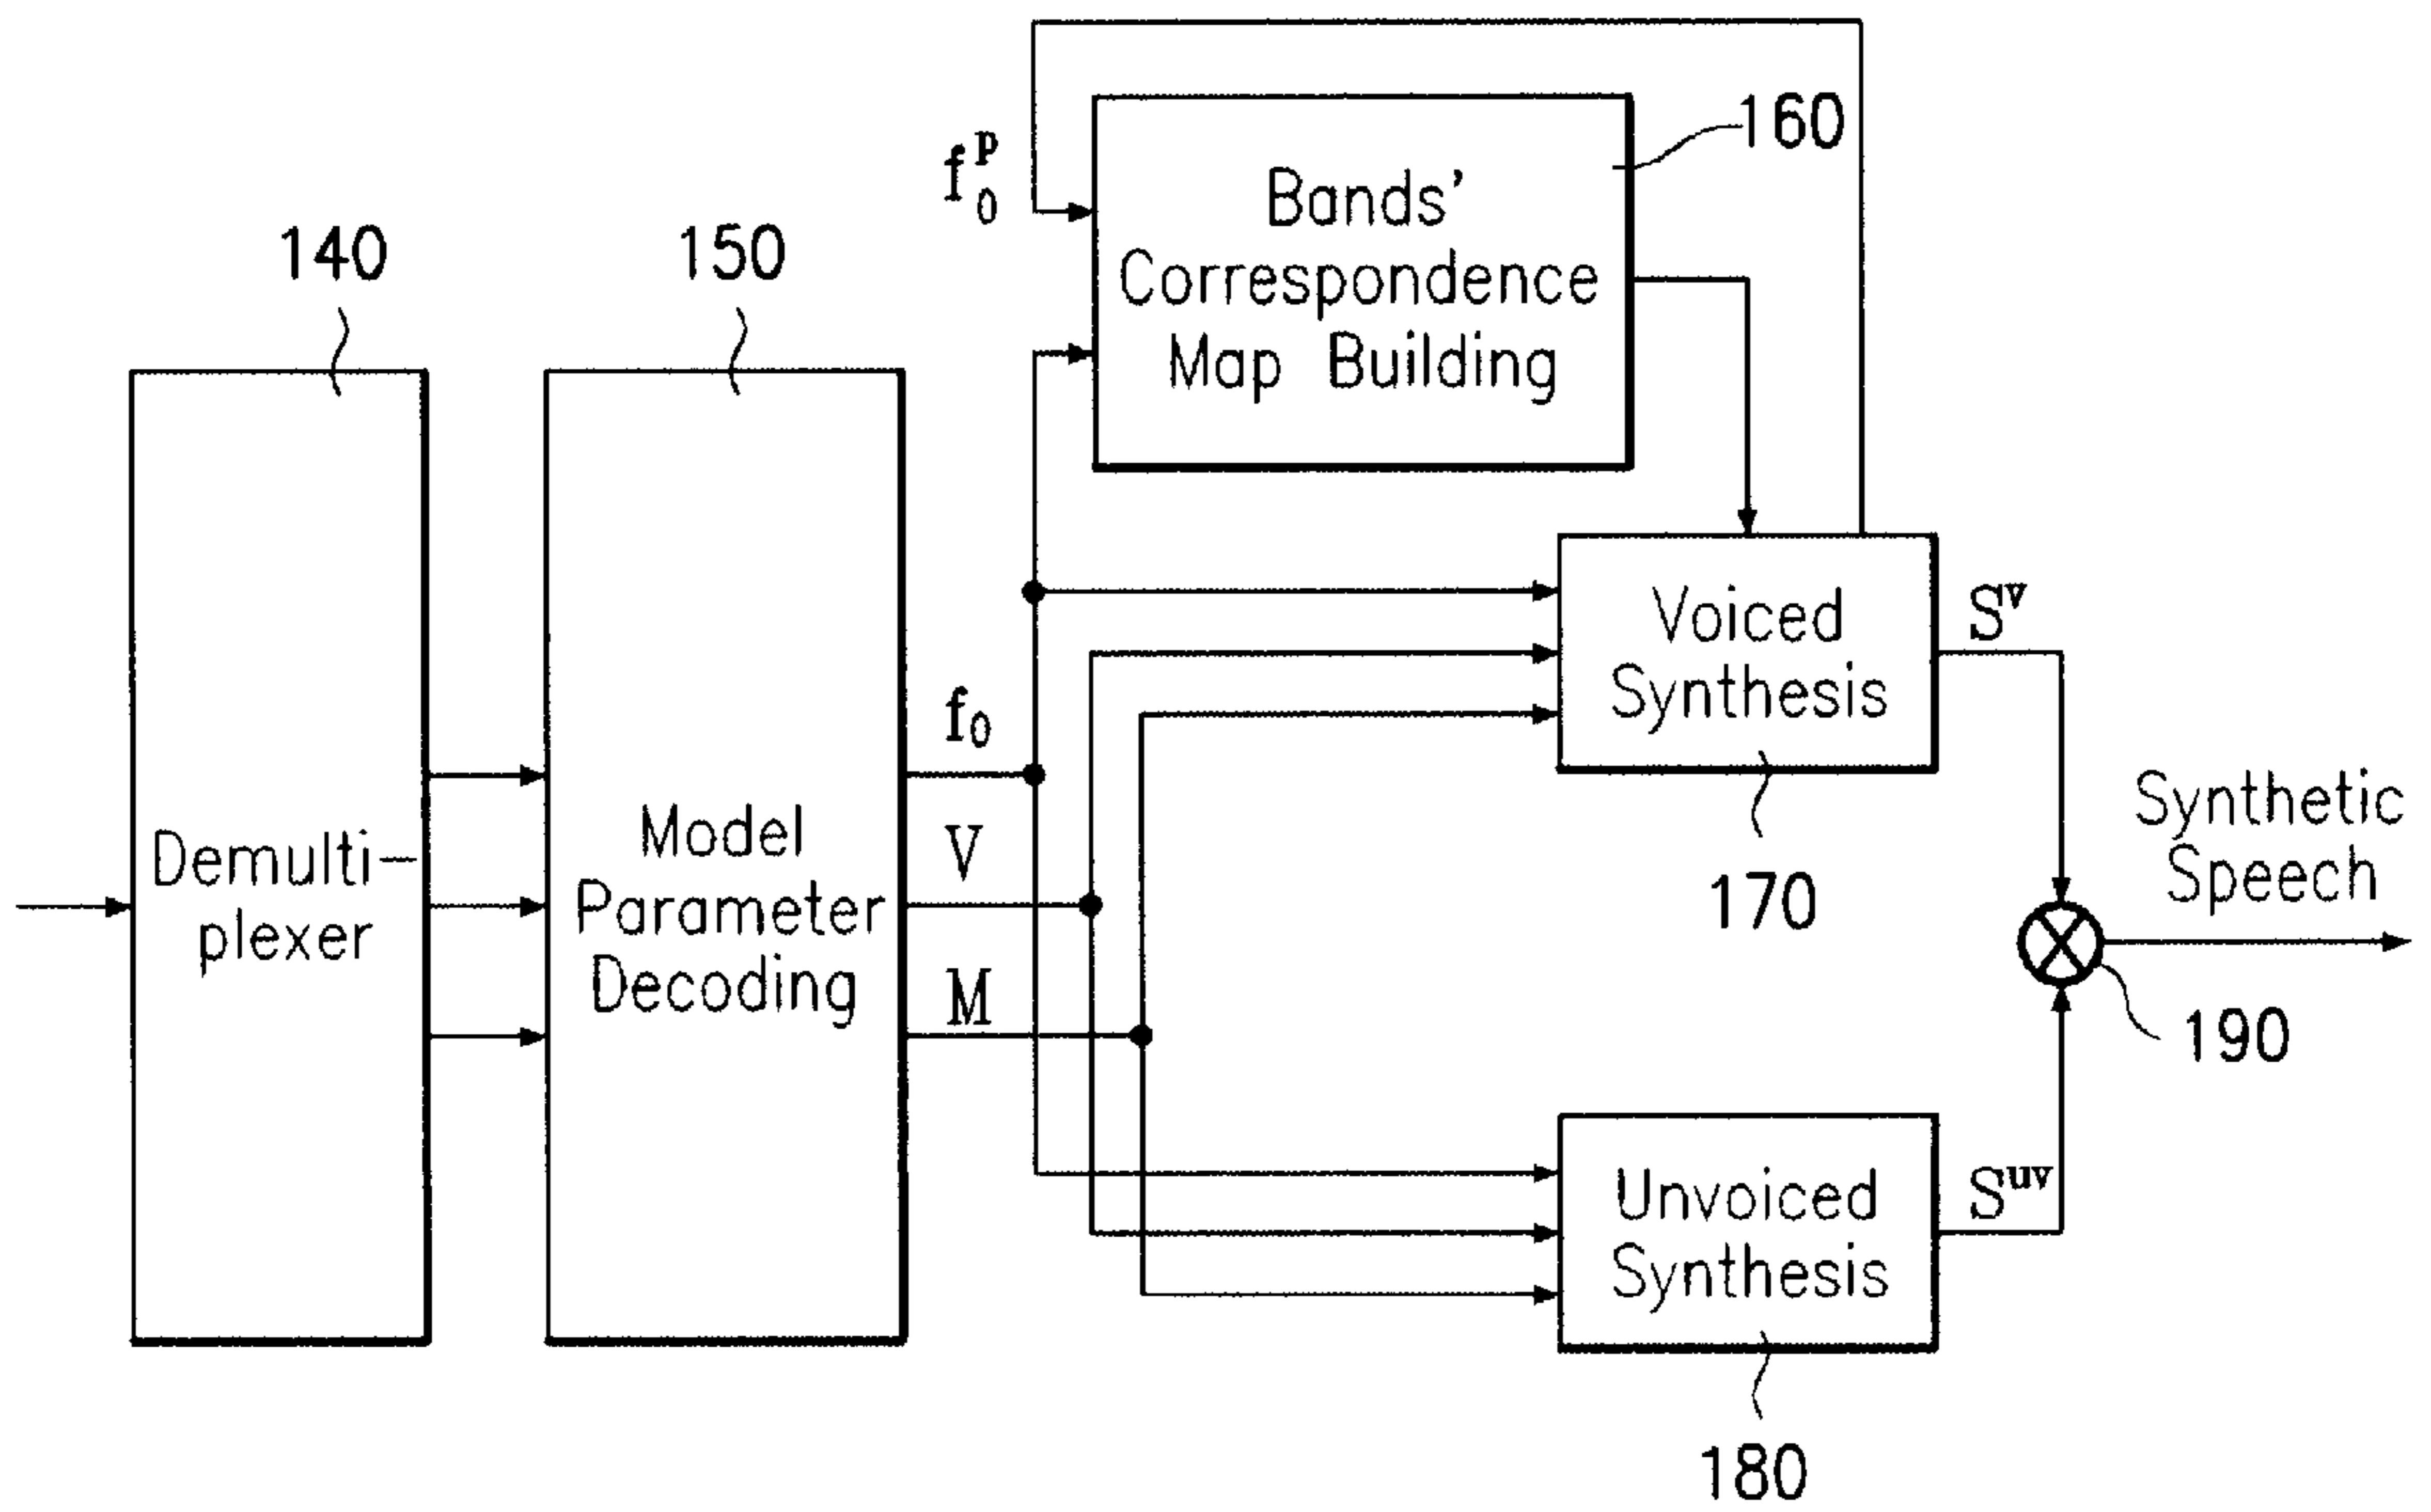 160
f₀ᵖ
Bands'
Correspondence
Map Building
140
150
Voiced
Synthesis
Sᵛ
170
f₀
V
M
Demulti-
plexer
Model
Parameter
Decoding
Synthetic
Speech
190
Unvoiced
Synthesis
Sᵘᵛ
180